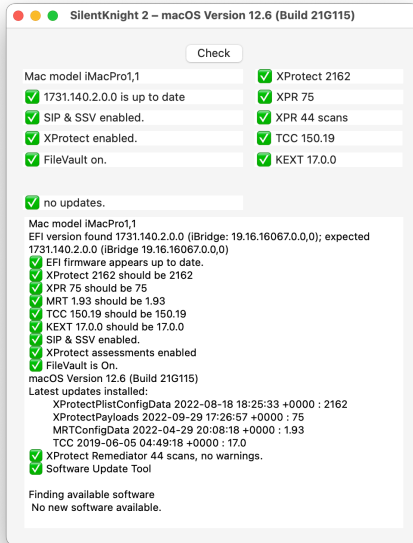 SilentKnight 2 – macOS Version 12.6 (Build 21G115)
Check
Mac model iMacPro1,1
✅ XProtect 2162
✅ 1731.140.2.0.0 is up to date
✅ XPR 75
✅ SIP & SSV enabled.
✅ XPR 44 scans
✅ XProtect enabled.
✅ TCC 150.19
✅ FileVault on.
✅ KEXT 17.0.0
✅ no updates.
Mac model iMacPro1,1
EFI version found 1731.140.2.0.0 (iBridge: 19.16.16067.0.0,0); expected
1731.140.2.0.0 (iBridge 19.16.16067.0.0,0)
✅ EFI firmware appears up to date.
✅ XProtect 2162 should be 2162
✅ XPR 75 should be 75
✅ MRT 1.93 should be 1.93
✅ TCC 150.19 should be 150.19
✅ KEXT 17.0.0 should be 17.0.0
✅ SIP & SSV enabled.
✅ XProtect assessments enabled
✅ FileVault is On.
macOS Version 12.6 (Build 21G115)
Latest updates installed:
XProtectPlistConfigData 2022-08-18 18:25:33 +0000 : 2162
XProtectPayloads 2022-09-29 17:26:57 +0000 : 75
MRTConfigData 2022-04-29 20:08:18 +0000 : 1.93
TCC 2019-06-05 04:49:18 +0000 : 17.0
✅ XProtect Remediator 44 scans, no warnings.
✅ Software Update Tool
Finding available software
No new software available.